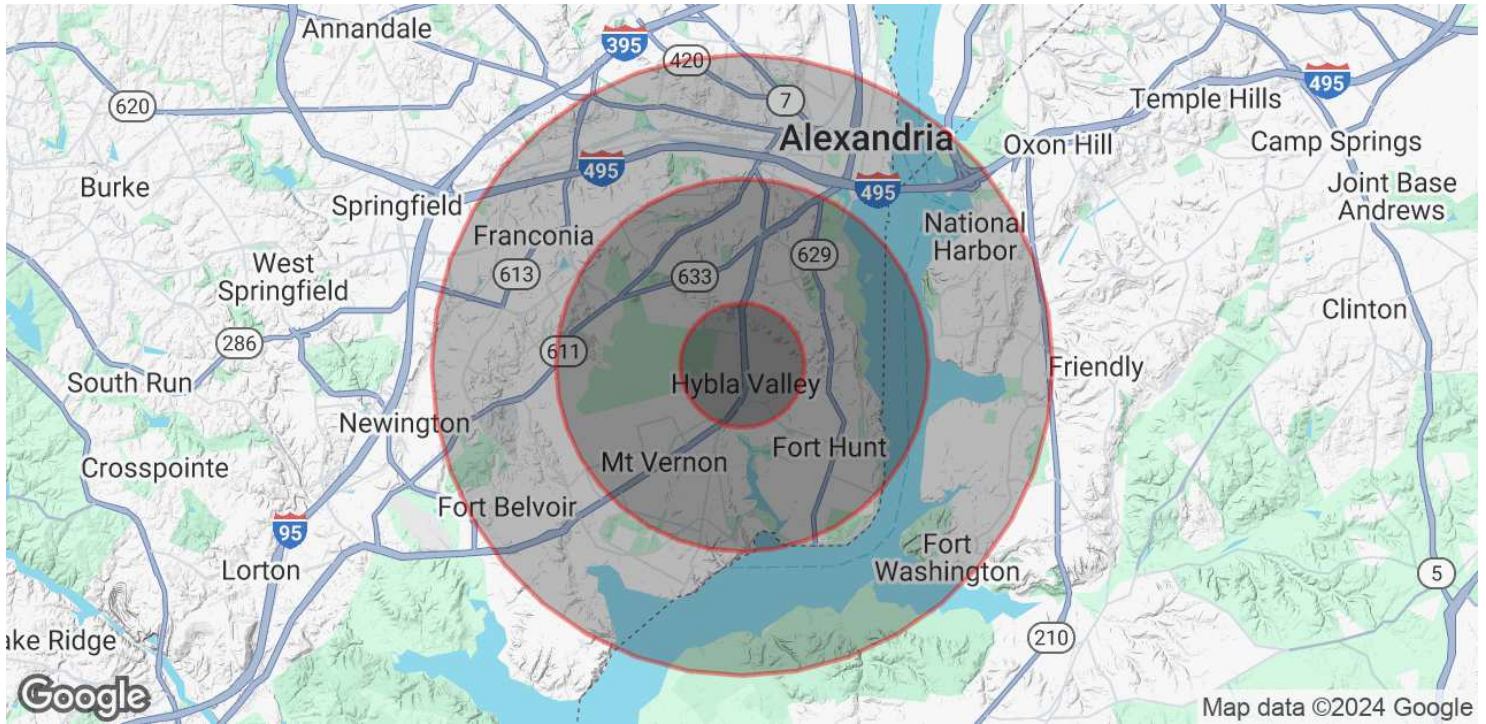 Annandale
395
420
620
7
495
Temple Hills
Alexandria
Oxon Hill
Camp Springs
495
Burke
495
Joint Base
Andrews
Springfield
National
Harbor
Franconia
629
West
Springfield
613
633
Clinton
286
611
Friendly
South Run
Hybla Valley
Newington
Fort Hunt
Crosspointe
Mt Vernon
Fort Belvoir
95
Fort
Washington
Lorton
5
ake Ridge
210
Google
Map data ©2024 Google